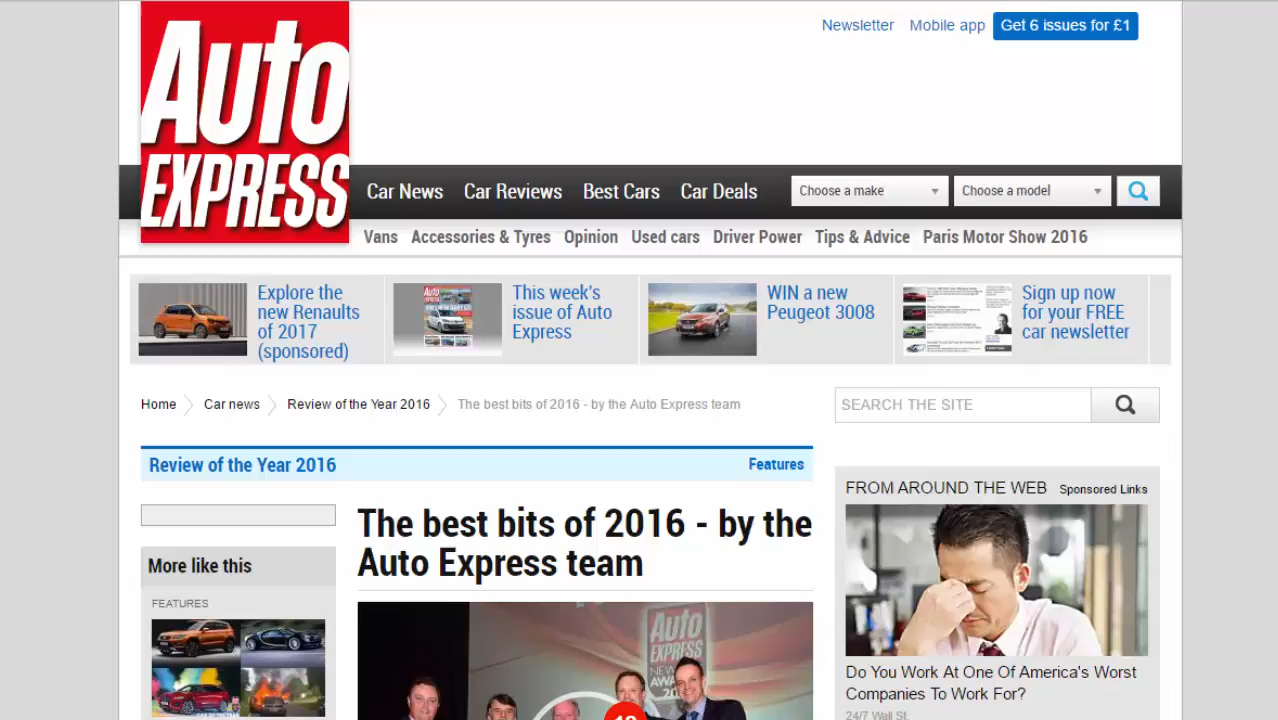 Auto
EXPRESS
Newsletter
Mobile app
Get 6 issues for £1
Car News
Car Reviews
Best Cars
Car Deals
Choose a make
Choose a model
Vans
Accessories & Tyres
Opinion
Used cars
Driver Power
Tips & Advice
Paris Motor Show 2016
Explore the
new Renaults
of 2017
(sponsored)
This week's
issue of Auto
Express
WIN a new
Peugeot 3008
Sign up now
for your FREE
car newsletter
Home
Car news
Review of the Year 2016
The best bits of 2016 - by the Auto Express team
SEARCH THE SITE
Review of the Year 2016
Features
The best bits of 2016 - by the
Auto Express team
More like this
FEATURES
Auto
EXPRESS
FROM AROUND THE WEB
Sponsored Links
Do You Work At One Of America's Worst
Companies To Work For?
24/7 Wall St.